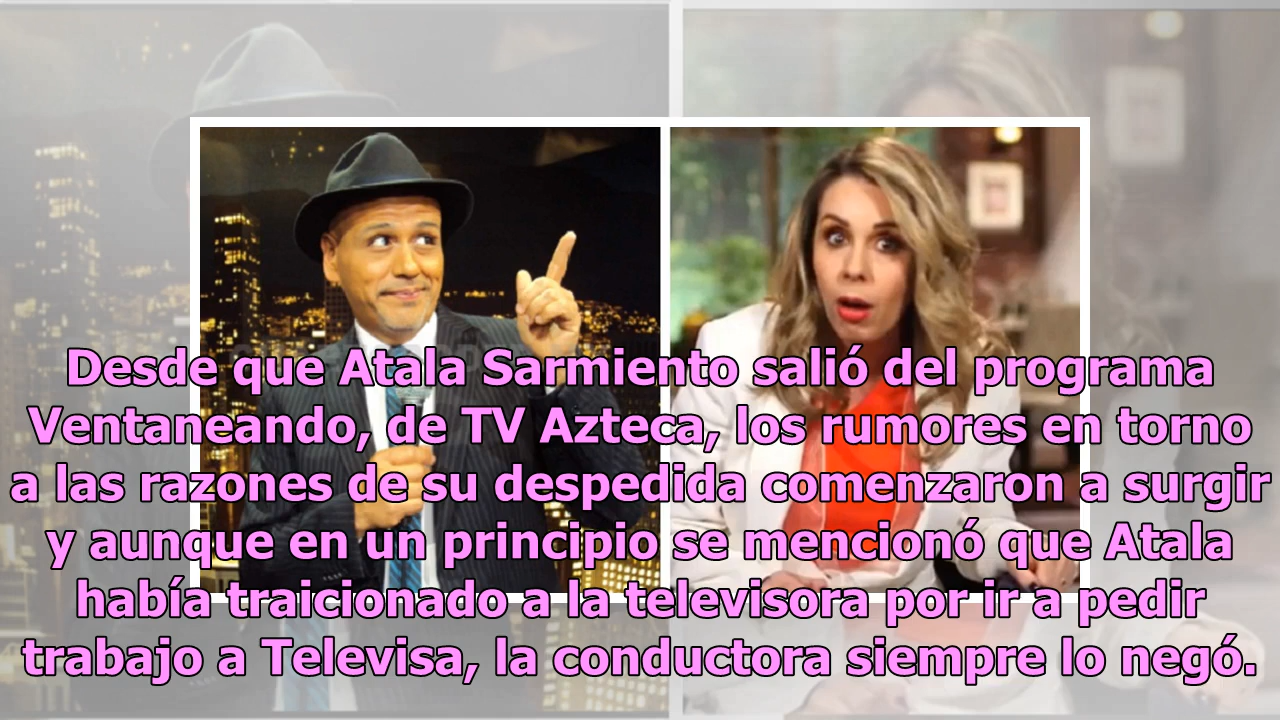 Desde que Atala Sarmiento salió del programa
Ventaneando, de TV Azteca, los rumores en torno
a las razones de su despedida comenzaron a surgir
y aunque en un principio se mencionó que Atala
había traicionado a la televisora por ir a pedir
trabajo a Televisa, la conductora siempre lo negó.